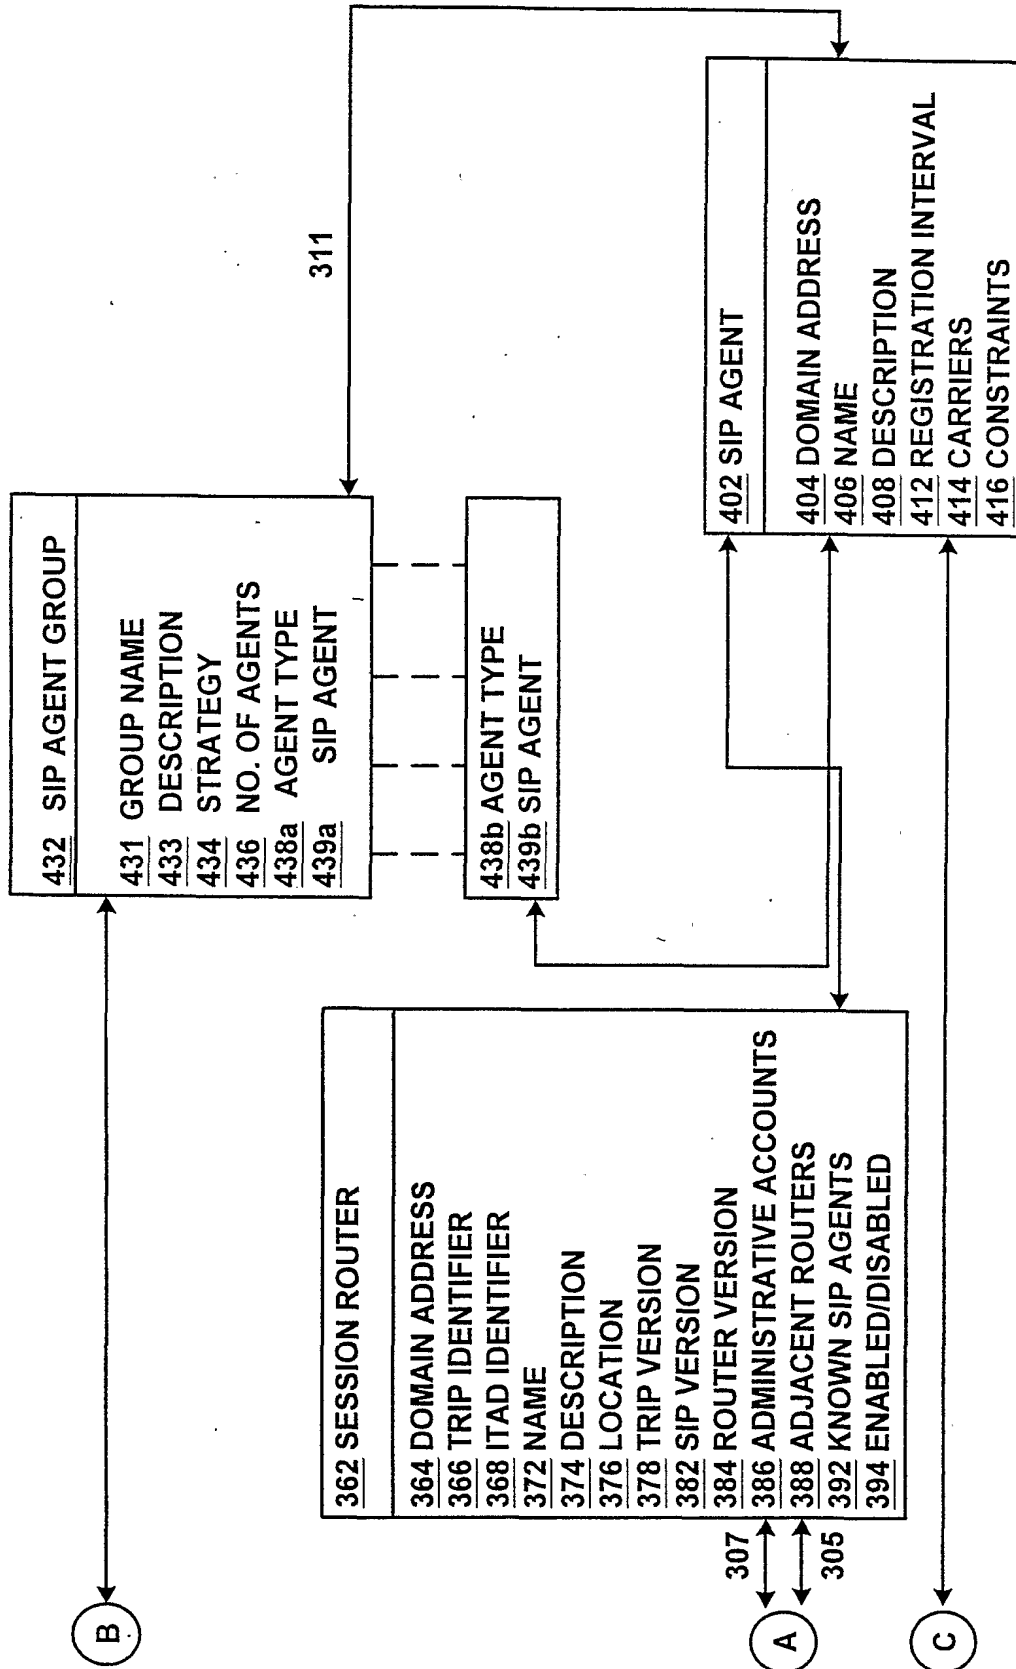 B
432 SIP AGENT GROUP
431 GROUP NAME
433 DESCRIPTION
434 STRATEGY
436 NO. OF AGENTS
438a AGENT TYPE
439a SIP AGENT
438b AGENT TYPE
439b SIP AGENT
311
362 SESSION ROUTER
364 DOMAIN ADDRESS
366 TRIP IDENTIFIER
368 ITAD IDENTIFIER
372 NAME
374 DESCRIPTION
376 LOCATION
378 TRIP VERSION
382 SIP VERSION
384 ROUTER VERSION
386 ADMINISTRATIVE ACCOUNTS
388 ADJACENT ROUTERS
392 KNOWN SIP AGENTS
394 ENABLED/DISABLED
307
A
305
402 SIP AGENT
404 DOMAIN ADDRESS
406 NAME
408 DESCRIPTION
412 REGISTRATION INTERVAL
414 CARRIERS
416 CONSTRAINTS
C